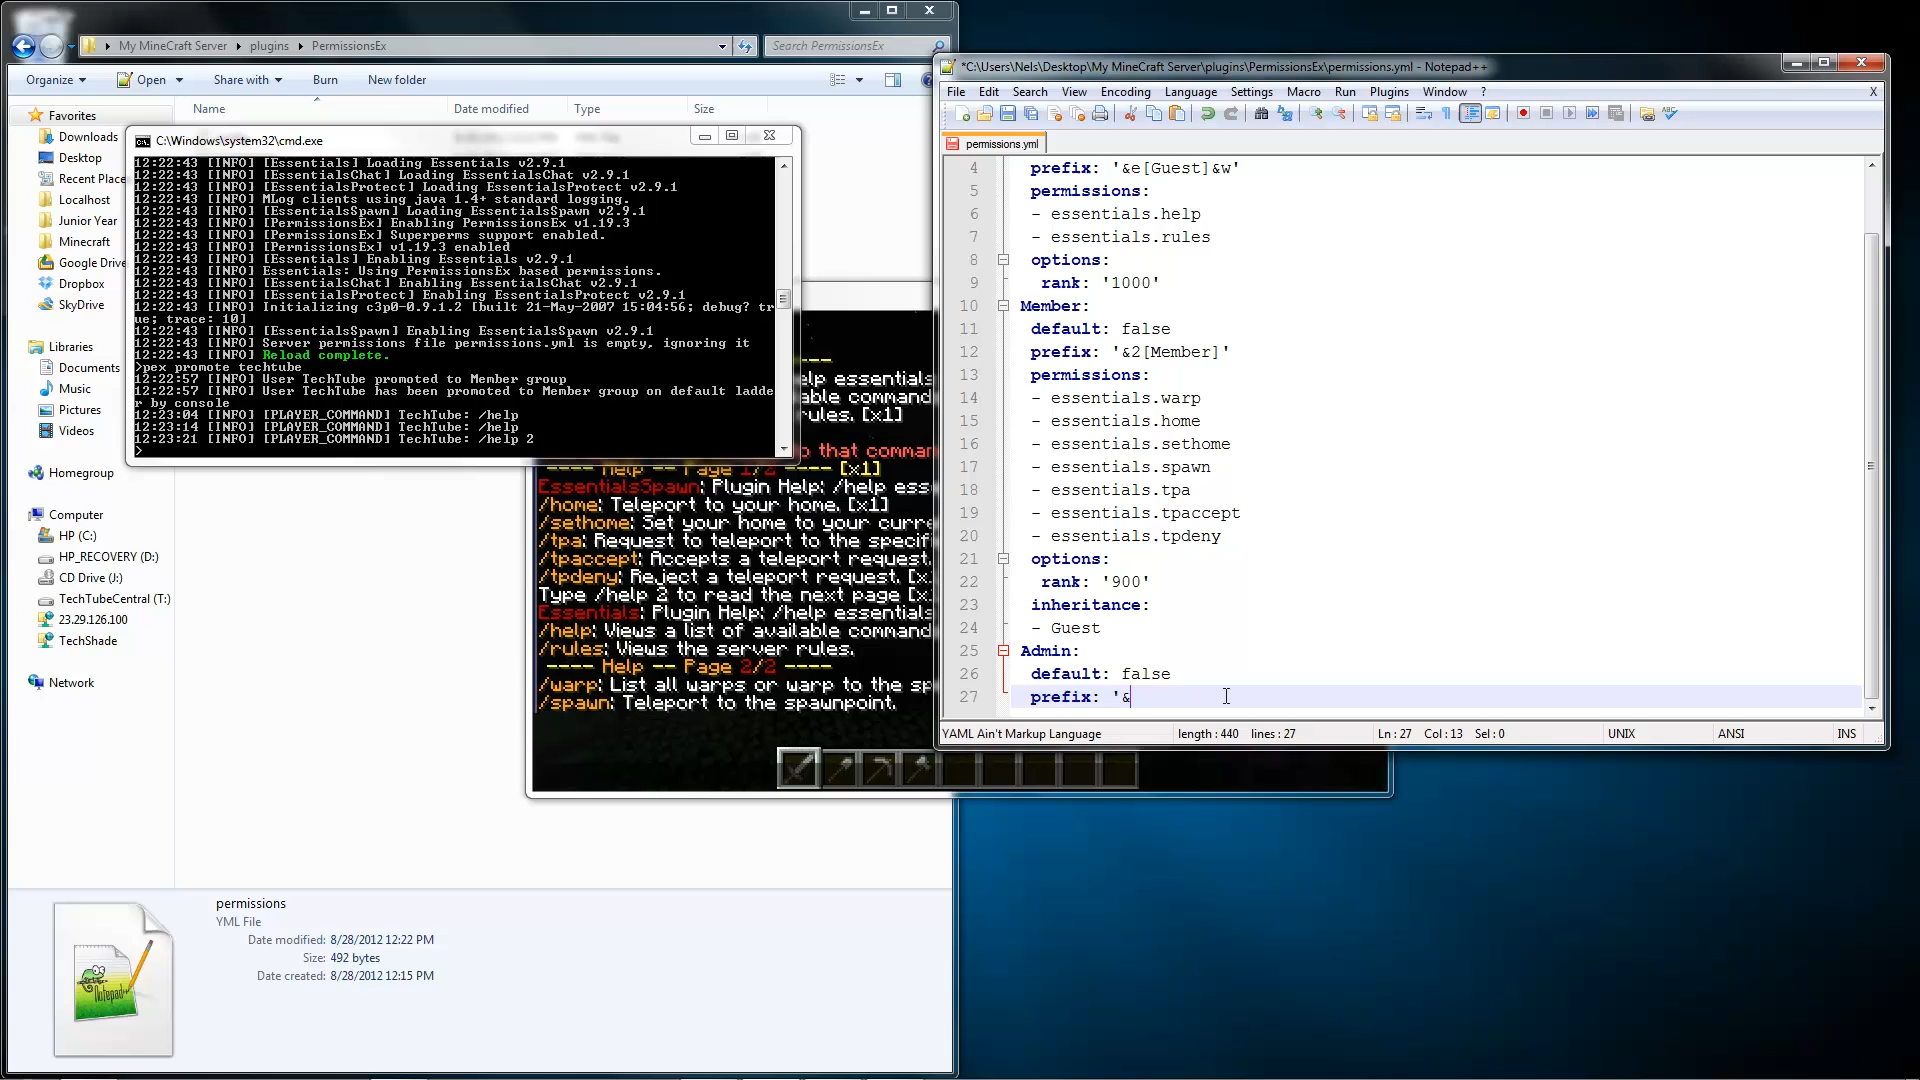 My MineCraft Server
plugins
PermissionsEx
Search PermissionsEx
Organize
Open
Share with
Burn
New folder
Name
Date modified
Type
Size
Favorites
Downloads
Desktop
Recent Place
Localhost
Junior Year
Minecraft
Google Drive
Dropbox
SkyDrive
Libraries
Documents
Music
Pictures
Videos
Homegroup
Computer
HP (C:)
HP_RECOVERY (D:)
CD Drive (J:)
TechTubeCentral (T:)
23.29.126.100
TechShade
Network
C:\Windows\system32\cmd.exe
12:22:43 [INFO] [Essentials] Loading Essentials v2.9.1
12:22:43 [INFO] [EssentialsChat] Loading EssentialsChat v2.9.1
12:22:43 [INFO] [EssentialsProtect] Loading EssentialsProtect v2.9.1
12:22:43 [INFO] MLog clients using java 1.4+ standard logging.
12:22:43 [INFO] [EssentialsSpawn] Loading EssentialsSpawn v2.9.1
12:22:43 [INFO] [PermissionsEx] Enabling PermissionsEx v1.19.3
12:22:43 [INFO] [PermissionsEx] Superperms support enabled.
12:22:43 [INFO] [PermissionsEx] v1.19.3 enabled
12:22:43 [INFO] [Essentials] Enabling Essentials v2.9.1
12:22:43 [INFO] Essentials: Using PermissionsEx based permissions.
12:22:43 [INFO] [EssentialsChat] Enabling EssentialsChat v2.9.1
12:22:43 [INFO] [EssentialsProtect] Enabling EssentialsProtect v2.9.1
12:22:43 [INFO] Initializing c3p0-0.9.1.2 [built 21-May-2007 15:04:56; debug? tr
ue; trace: 10]
12:22:43 [INFO] [EssentialsSpawn] Enabling EssentialsSpawn v2.9.1
12:22:43 [INFO] Server permissions file permissions.yml is empty, ignoring it
12:22:43 [INFO] Reload complete.
>pex promote techtube
12:22:57 [INFO] User TechTube promoted to Member group
12:22:57 [INFO] User TechTube has been promoted to Member group on default ladde
r by console
12:23:04 [INFO] [PLAYER_COMMAND] TechTube: /help
12:23:14 [INFO] [PLAYER_COMMAND] TechTube: /help
12:23:21 [INFO] [PLAYER_COMMAND] TechTube: /help 2
>
elp essentials
able command
rules. [x1]
o that comman
---- Help -- Page 1/2 ---- [x1]
EssentialsSpawn: Plugin Help: /help esse
/home: Teleport to your home. [x1]
/sethome: Set your home to your curre
/tpa: Request to teleport to the specif
/tpaccept: Accepts a teleport request.
/tpdeny: Reject a teleport request. [x
Type /help 2 to read the next page [x
Essentials: Plugin Help: /help essentials
/help: Views a list of available command
/rules: Views the server rules.
---- Help -- Page 2/2 ----
/warp: List all warps or warp to the sp
/spawn: Teleport to the spawnpoint.
*C:\Users\Nels\Desktop\My MineCraft Server\plugins\PermissionsEx\permissions.yml - Notepad++
File Edit Search View Encoding Language Settings Macro Run Plugins Window ? X
permissions.yml
4 prefix: '&e[Guest]&w'
5 permissions:
6 - essentials.help
7 - essentials.rules
8 options:
9 rank: '1000'
10 Member:
11 default: false
12 prefix: '&2[Member]'
13 permissions:
14 - essentials.warp
15 - essentials.home
16 - essentials.sethome
17 - essentials.spawn
18 - essentials.tpa
19 - essentials.tpaccept
20 - essentials.tpdeny
21 options:
22 rank: '900'
23 inheritance:
24 - Guest
25 Admin:
26 default: false
27 prefix: '&
YAML Ain't Markup Language length : 440 lines : 27 Ln : 27 Col : 13 Sel : 0 UNIX ANSI INS
permissions
YML File
Date modified: 8/28/2012 12:22 PM
Size: 492 bytes
Date created: 8/28/2012 12:15 PM
Notepad++